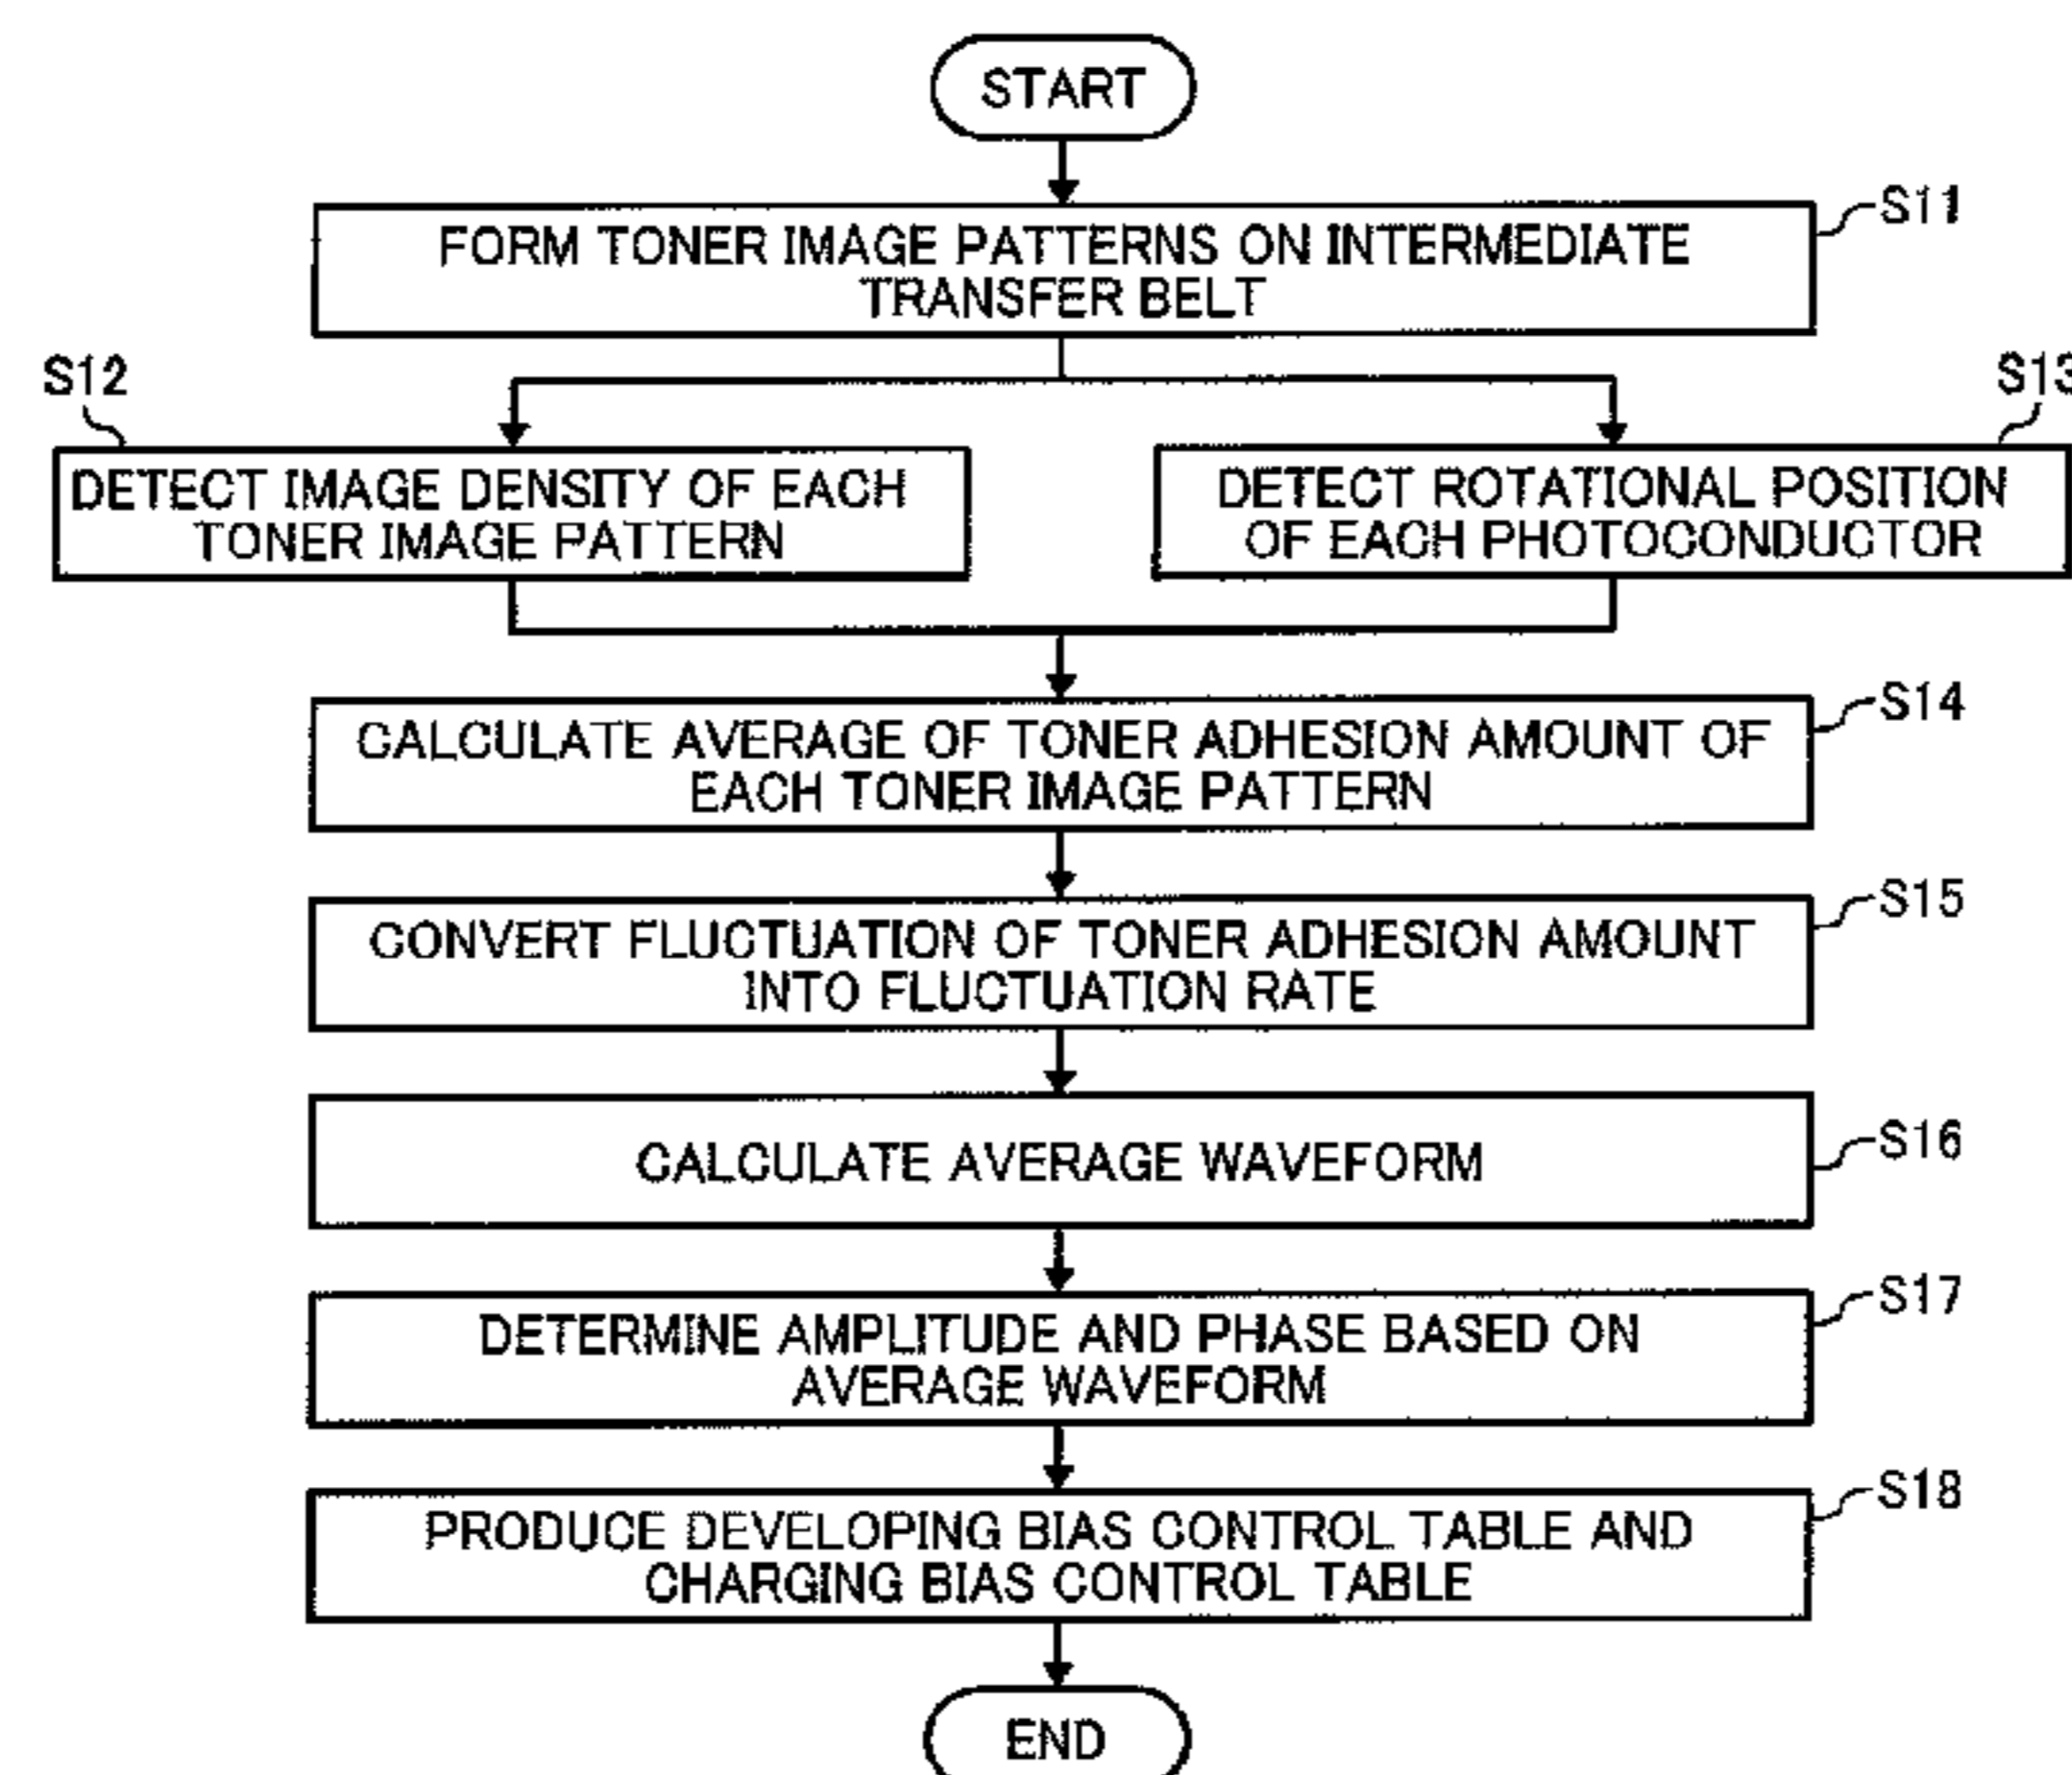 START
S11
FORM TONER IMAGE PATTERNS ON INTERMEDIATE
TRANSFER BELT
S12
S13
DETECT IMAGE DENSITY OF EACH
TONER IMAGE PATTERN
DETECT ROTATIONAL POSITION
OF EACH PHOTOCONDUCTOR
S14
CALCULATE AVERAGE OF TONER ADHESION AMOUNT OF
EACH TONER IMAGE PATTERN
S15
CONVERT FLUCTUATION OF TONER ADHESION AMOUNT
INTO FLUCTUATION RATE
S16
CALCULATE AVERAGE WAVEFORM
S17
DETERMINE AMPLITUDE AND PHASE BASED ON
AVERAGE WAVEFORM
S18
PRODUCE DEVELOPING BIAS CONTROL TABLE AND
CHARGING BIAS CONTROL TABLE
END